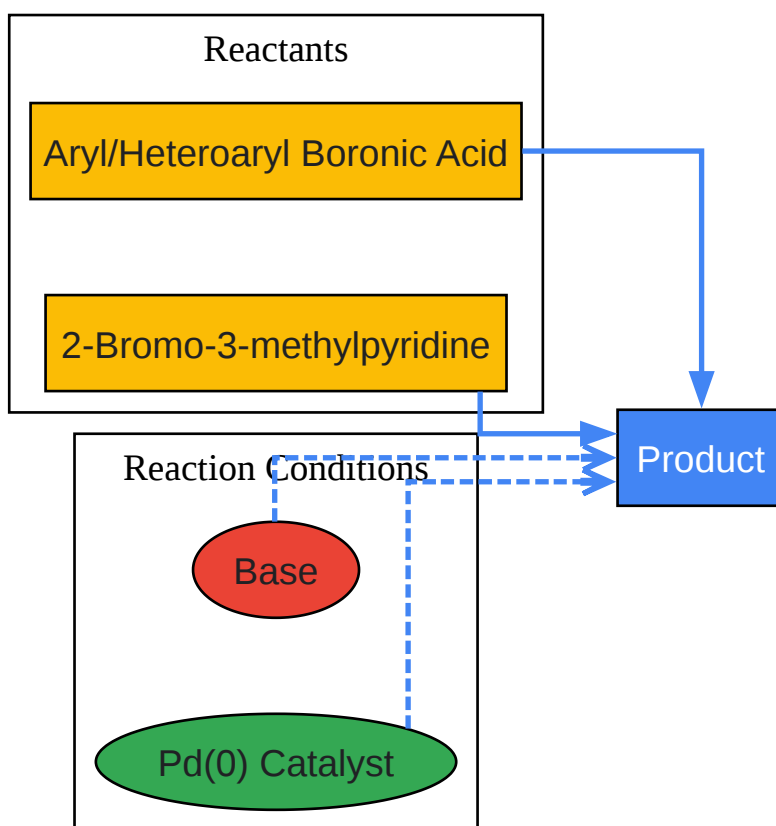 Reactants
Aryl/Heteroaryl Boronic Acid
2-Bromo-3-methylpyridine
Product
Reaction Conditions
Base
Pd(0) Catalyst